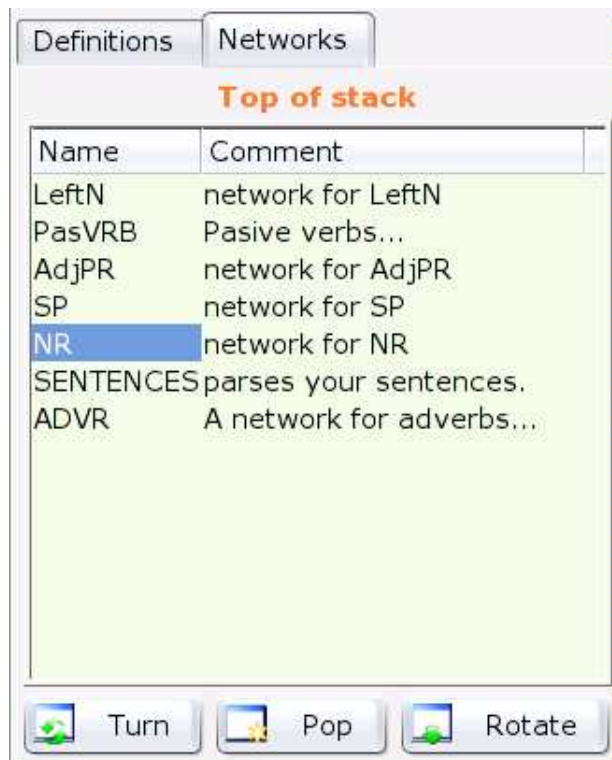 Definitions Networks
Top of stack
Name Comment
LeftN network for LeftN
PasVRB Pasive verbs...
AdjPR network for AdjPR
SP network for SP
NR network for NR
SENTENCES parses your sentences.
ADVR A network for adverbs...
Turn Pop Rotate